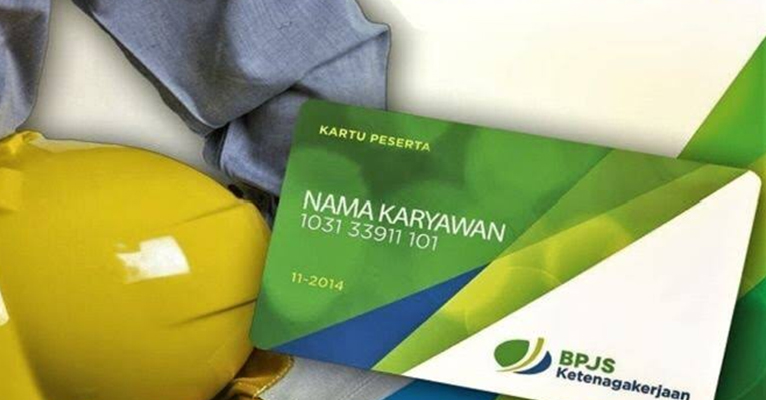 KARTU PESERTA
NAMA KARYAWAN
1031 33911 101
11-2014
BPJS
Ketenagakerjaan